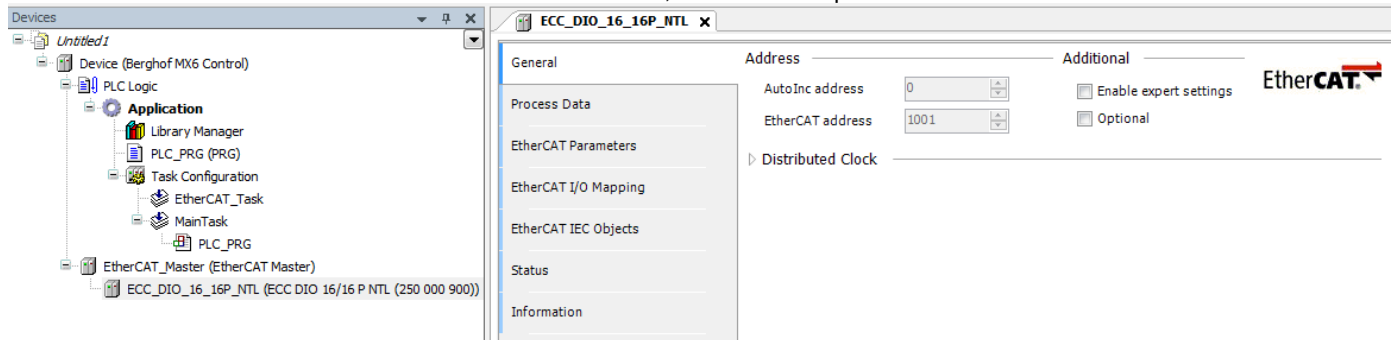 Devices
Untitled1
Device (Berghof MX6 Control)
PLC Logic
Application
Library Manager
PLC_PRG (PRG)
Task Configuration
EtherCAT_Task
MainTask
PLC_PRG
EtherCAT_Master (EtherCAT Master)
ECC_DIO_16_16P_NTL (ECC DIO 16/16 P NTL (250 000 900))
ECC_DIO_16_16P_NTL
General
Process Data
EtherCAT Parameters
EtherCAT I/O Mapping
EtherCAT IEC Objects
Status
Information
Address
AutoInc address 0
EtherCAT address 1001
Distributed Clock
Additional
Enable expert settings
Optional
EtherCAT.